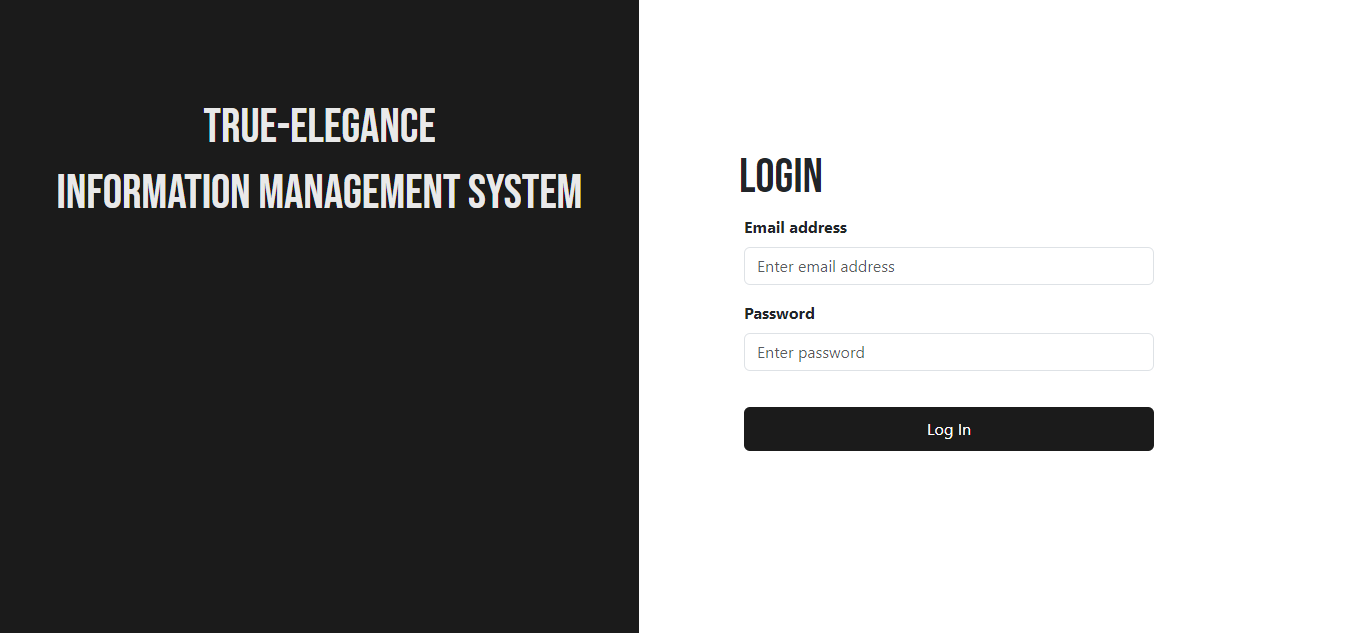 TRUE-ELEGANCE
INFORMATION MANAGEMENT SYSTEM
LOGIN
Email address
Enter email address
Password
Enter password
Log In